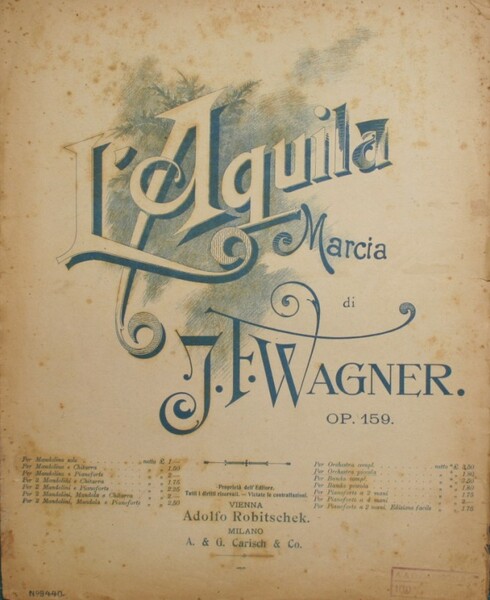 L'Aquila
Marcia
di
J. F. WAGNER.
OP. 159.
Per Mandolino solo netto £ 1.—
Per Mandolino e Chitarra
Per Mandolino e Pianoforte
Per 2 Mandolini e Chitarra
Per 2 Mandolini e Pianoforte
Per 2 Mandolini, Mandola e Chitarra
Per 2 Mandolini, Mandola e Pianoforte
Per Orchestra compl. netto £
Per Orchestra piccola
Per Banda compl.
Per Banda piccola
Per Pianoforte a 2 mani
Per Pianoforte a 4 mani
Per Pianoforte a 2 mani. Edizione facile
Proprietà dell'Editore.
Tutti i diritti riservati. — Vietate le contraffazioni.
VIENNA
Adolfo Robitschek.
MILANO
A. & G. Carisch & Co.